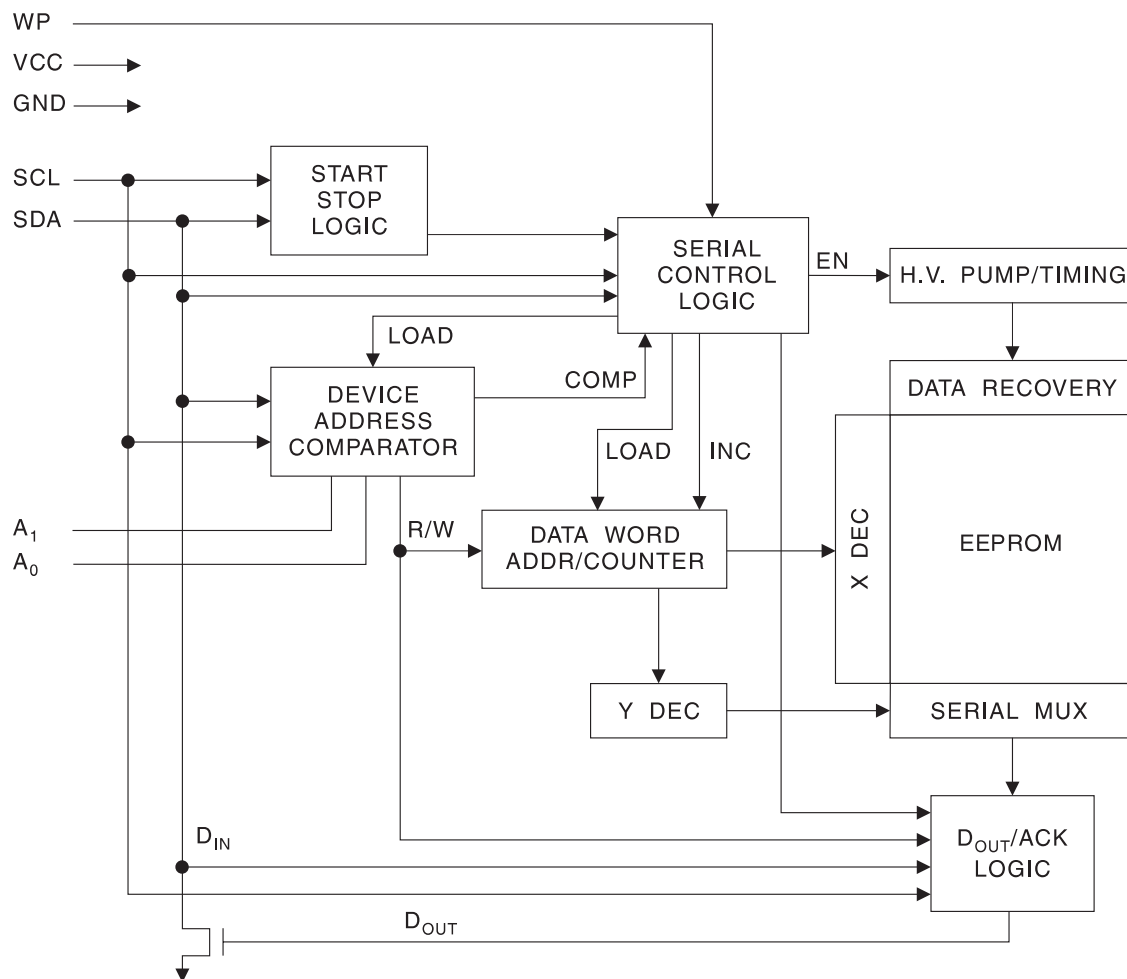 WP
VCC
GND
SCL
SDA
START
STOP
LOGIC
SERIAL
CONTROL
LOGIC
EN
H.V. PUMP/TIMING
LOAD
COMP
DEVICE
ADDRESS
COMPARATOR
DATA RECOVERY
LOAD
INC
A1
A0
R/W
DATA WORD
ADDR/COUNTER
X DEC
EEPROM
Y DEC
SERIAL MUX
DIN
DOUT/ACK
LOGIC
DOUT